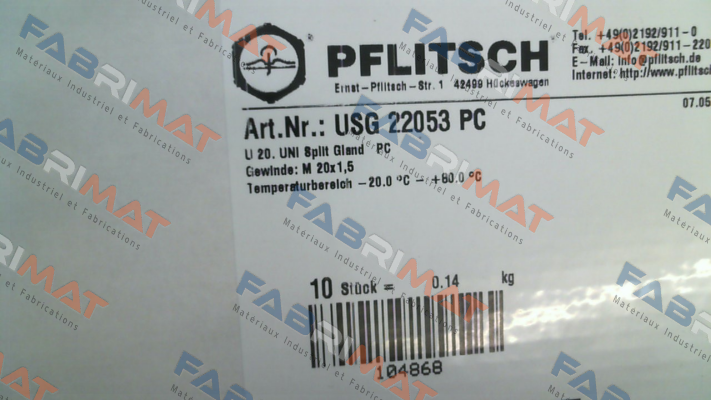 PFLITSCH
Ernst-Pflitsch-Str. 1 42499 Hückeswagen
Tel. +49(0)2192/911-0
Fax. +49(0)2192/911-220
E-Mail: info@pflitsch.de
Internet: http://www.pflitsc
07.05
Art.Nr.: USG 22053 PC
U 20. UNI Split Gland PC
Gewinde: M 20x1,5
Temperaturbereich -20.0 °C - +80.0 °C
10 Stück = 0.14 kg
104868
FABRIMAT
Materiaux Industriel et Fabrications